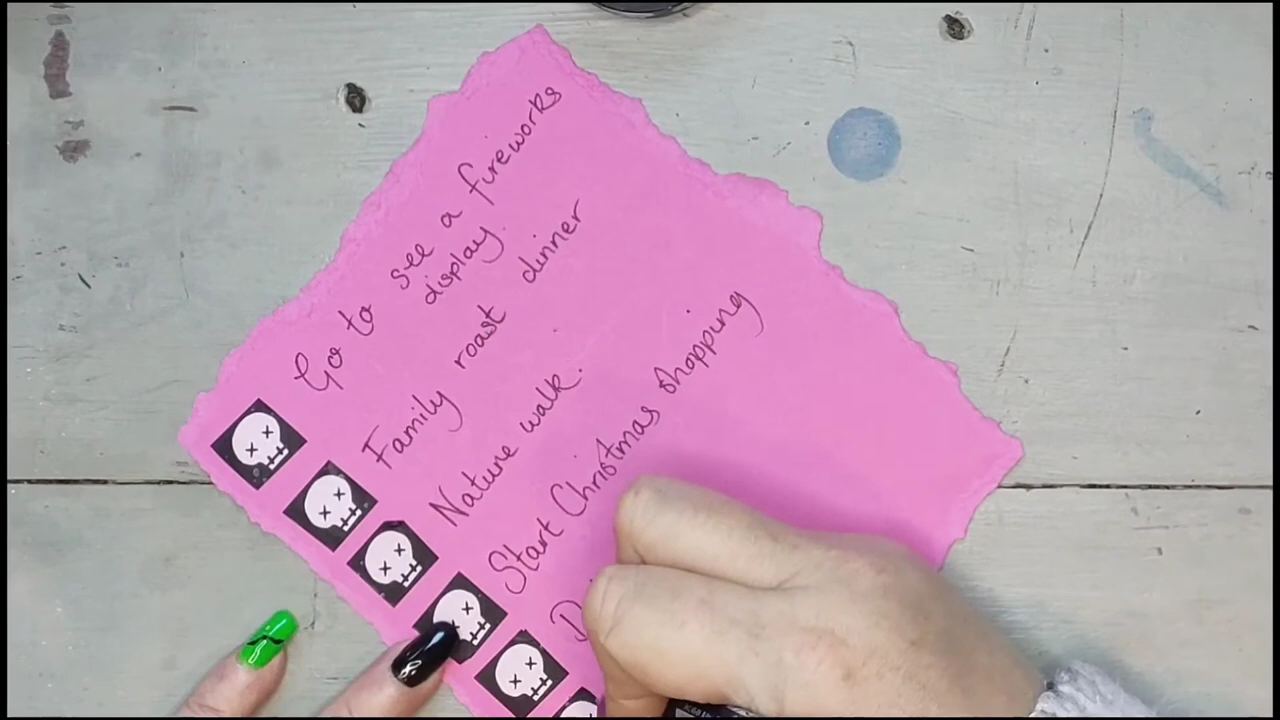 Go to see a fireworks
display.
Family roast dinner
Nature walk.
Start Christmas shopping
D